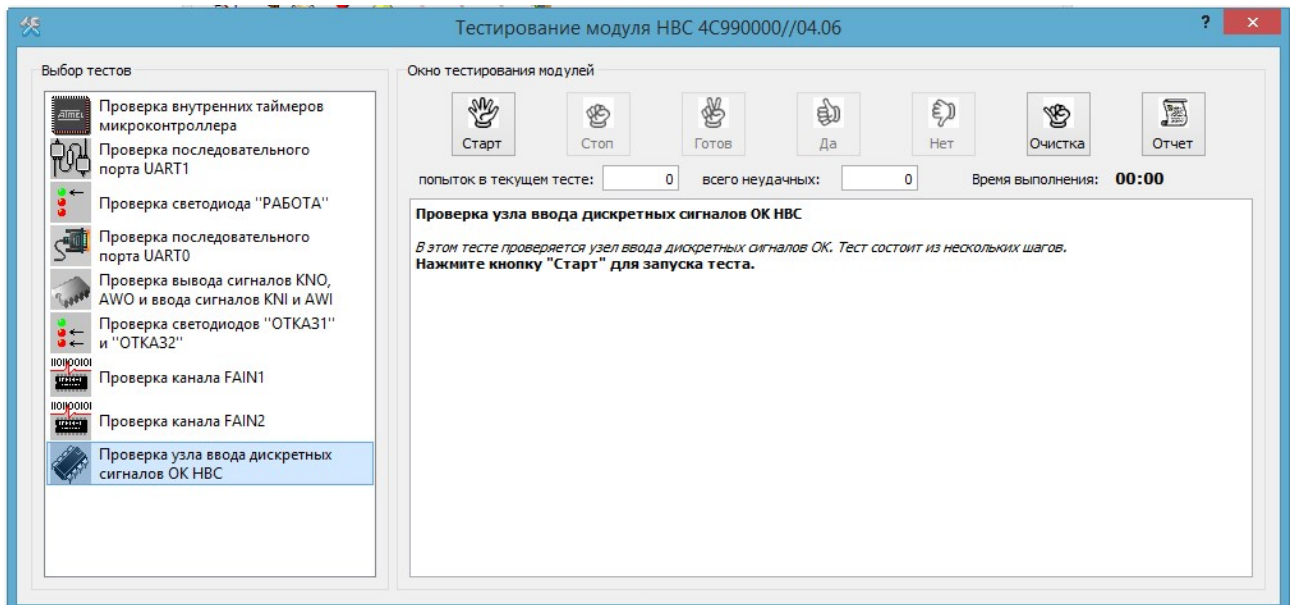 Тестирование модуля НВС 4С990000//04.06
?
Выбор тестов
Окно тестирования модулей
ATMEL
Проверка внутренних таймеров
микроконтроллера
Проверка последовательного
порта UART1
Проверка светодиода "РАБОТА"
Проверка последовательного
порта UART0
Проверка вывода сигналов KNO,
AWO и ввода сигналов KNI и AWI
Проверка светодиодов "ОТКАЗ1"
и "ОТКАЗ2"
Проверка канала FAIN1
Проверка канала FAIN2
Проверка узла ввода дискретных
сигналов ОК НВС
Старт
Стоп
Готов
Да
Нет
Очистка
Отчет
попыток в текущем тесте: 0 всего неудачных: 0 Время выполнения: 00:00
Проверка узла ввода дискретных сигналов ОК НВС
В этом тесте проверяется узел ввода дискретных сигналов ОК. Тест состоит из нескольких шагов.
Нажмите кнопку "Старт" для запуска теста.